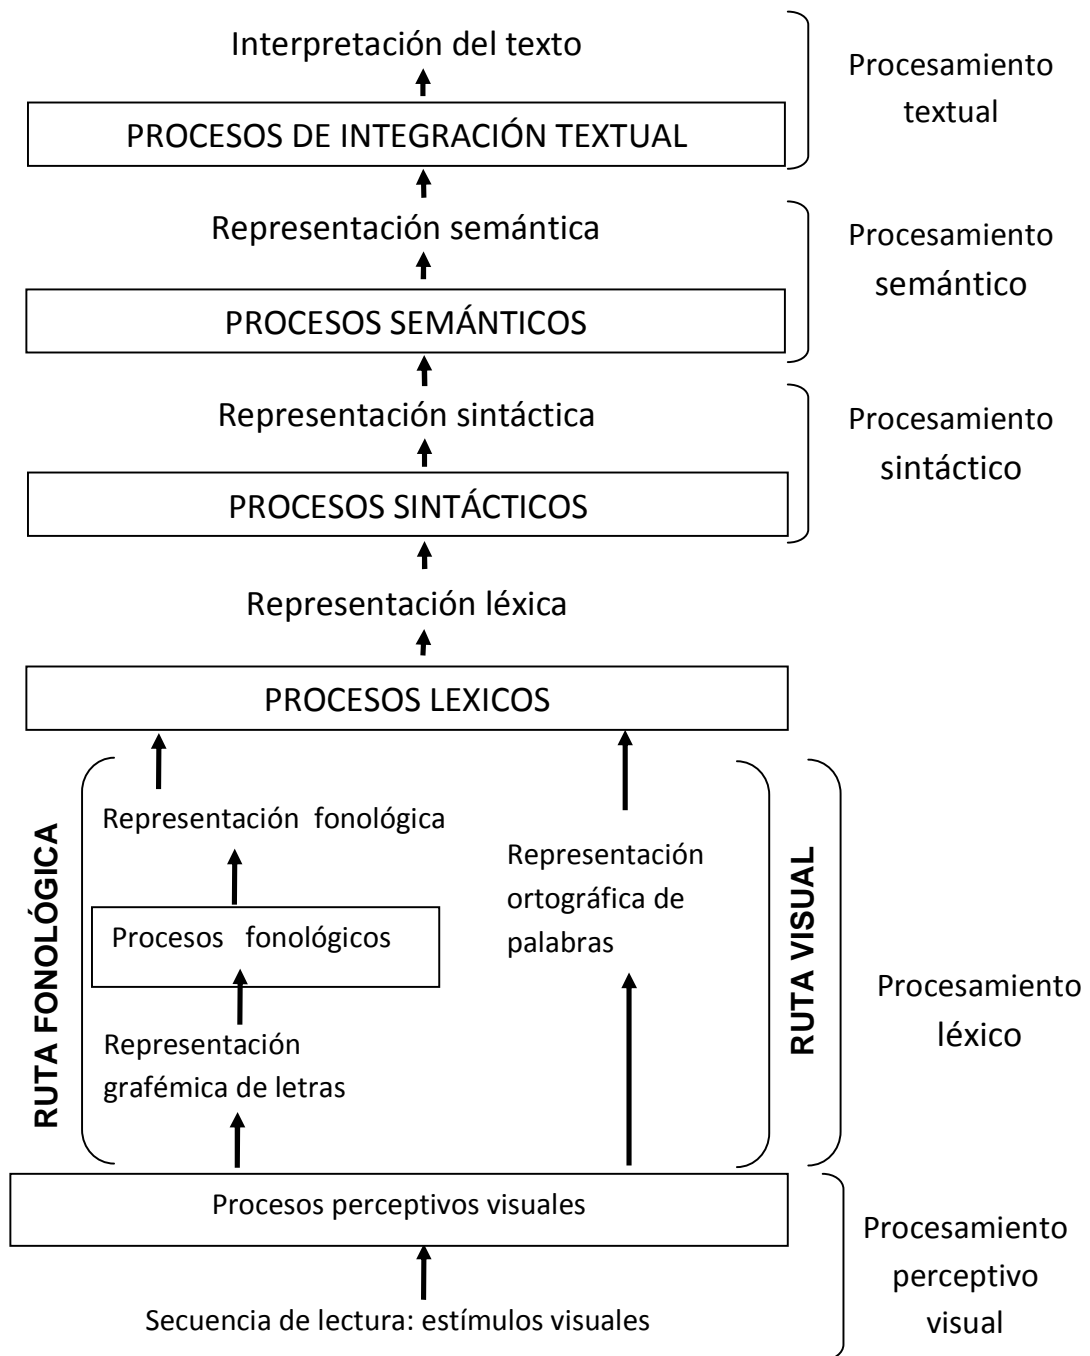 Interpretación del texto
Procesamiento
textual
PROCESOS DE INTEGRACIÓN TEXTUAL
Representación semántica
Procesamiento
semántico
PROCESOS SEMÁNTICOS
Representación sintáctica
Procesamiento
sintáctico
PROCESOS SINTÁCTICOS
Representación léxica
PROCESOS LEXICOS
RUTA FONOLÓGICA
Representación fonológica
Procesos fonológicos
Representación
grafémica de letras
Representación
ortográfica de
palabras
RUTA VISUAL
Procesamiento
léxico
Procesos perceptivos visuales
Procesamiento
perceptivo
visual
Secuencia de lectura: estímulos visuales